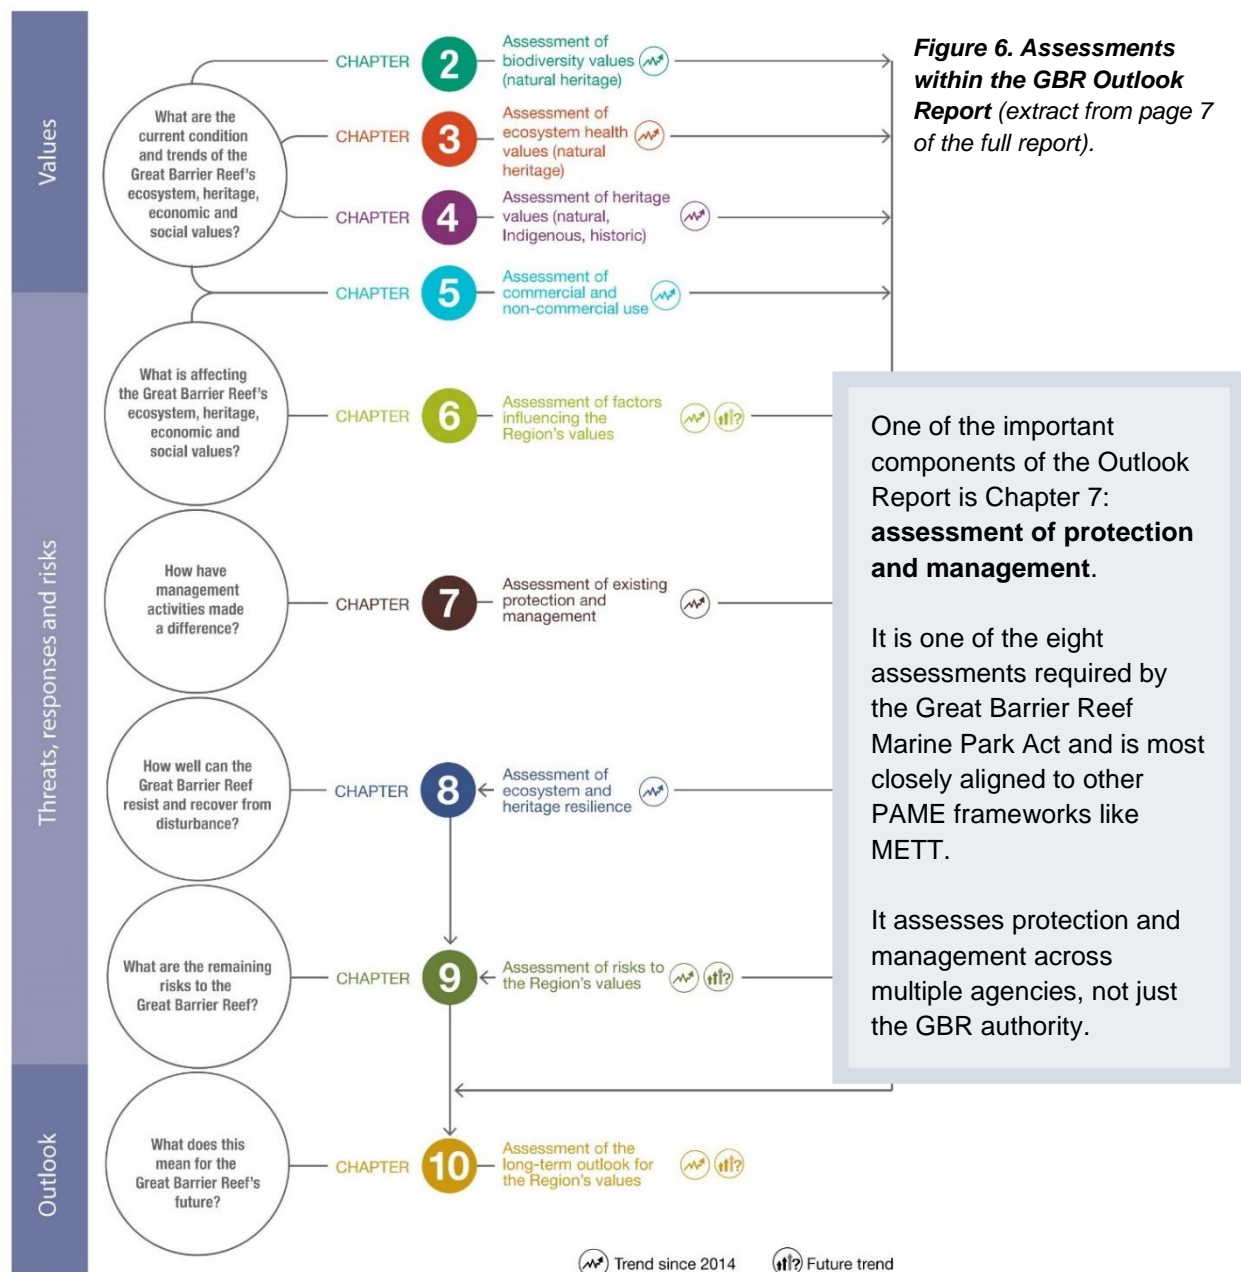 Values
What are the
current condition
and trends of the
Great Barrier Reef's
ecosystem, heritage,
economic and
social values?
CHAPTER 2
Assessment of
biodiversity values
(natural heritage)
CHAPTER 3
Assessment of
ecosystem health
values (natural
heritage)
CHAPTER 4
Assessment of heritage
values (natural,
Indigenous, historic)
CHAPTER 5
Assessment of
commercial and
non-commercial use
Figure 6. Assessments
within the GBR Outlook
Report (extract from page 7
of the full report).
Threats, responses and risks
What is affecting
the Great Barrier Reef's
ecosystem, heritage,
economic and
social values?
CHAPTER 6
Assessment of factors
influencing the
Region's values
How have
management
activities made
a difference?
CHAPTER 7
Assessment of existing
protection and
management
How well can the
Great Barrier Reef
resist and recover from
disturbance?
CHAPTER 8
Assessment of
ecosystem and
heritage resilience
What are the remaining
risks to the
Great Barrier Reef?
CHAPTER 9
Assessment of risks to
the Region's values
One of the important
components of the Outlook
Report is Chapter 7:
assessment of protection
and management.
It is one of the eight
assessments required by
the Great Barrier Reef
Marine Park Act and is most
closely aligned to other
PAME frameworks like
METT.
It assesses protection and
management across
multiple agencies, not just
the GBR authority.
Outlook
What does this
mean for the
Great Barrier Reef's
future?
CHAPTER 10
Assessment of the
long-term outlook for
the Region's values
Trend since 2014
Future trend